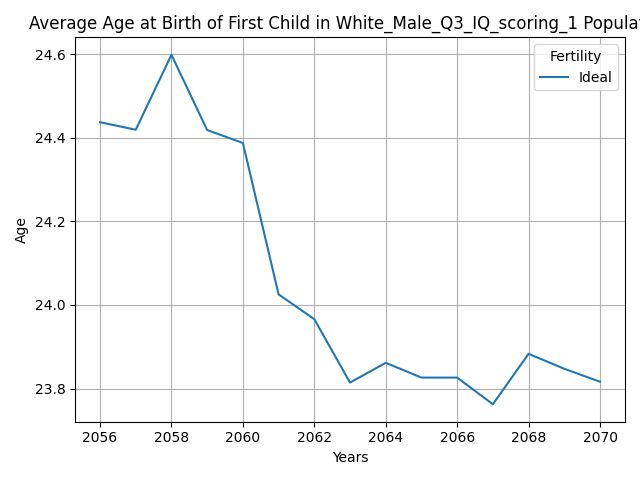 Average Age at Birth of First Child in White_Male_Q3_IQ_scoring_1 Populat
24.6
24.4
24.2
24.0
23.8
Age
Fertility
Ideal
2056 2058 2060 2062 2064 2066 2068 2070
Years